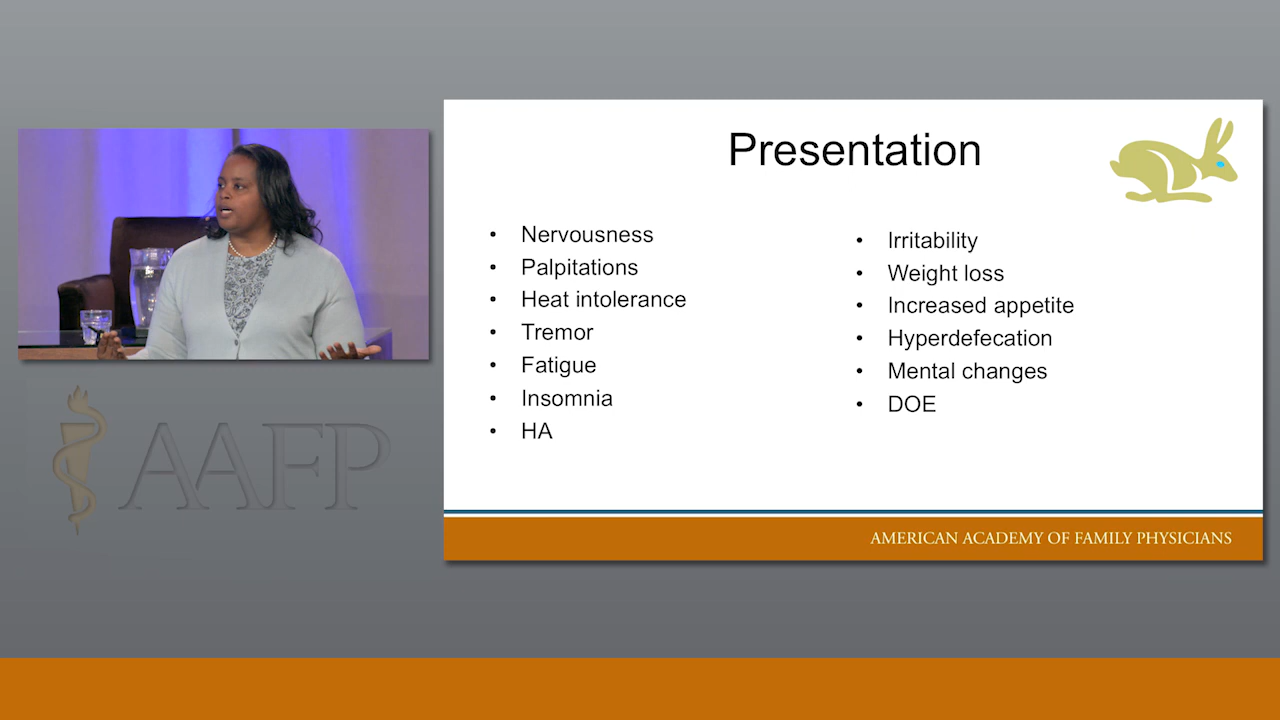 Presentation
• Nervousness
• Palpitations
• Heat intolerance
• Tremor
• Fatigue
• Insomnia
• HA
• Irritability
• Weight loss
• Increased appetite
• Hyperdefecation
• Mental changes
• DOE
AMERICAN ACADEMY OF FAMILY PHYSICIANS
AAFP